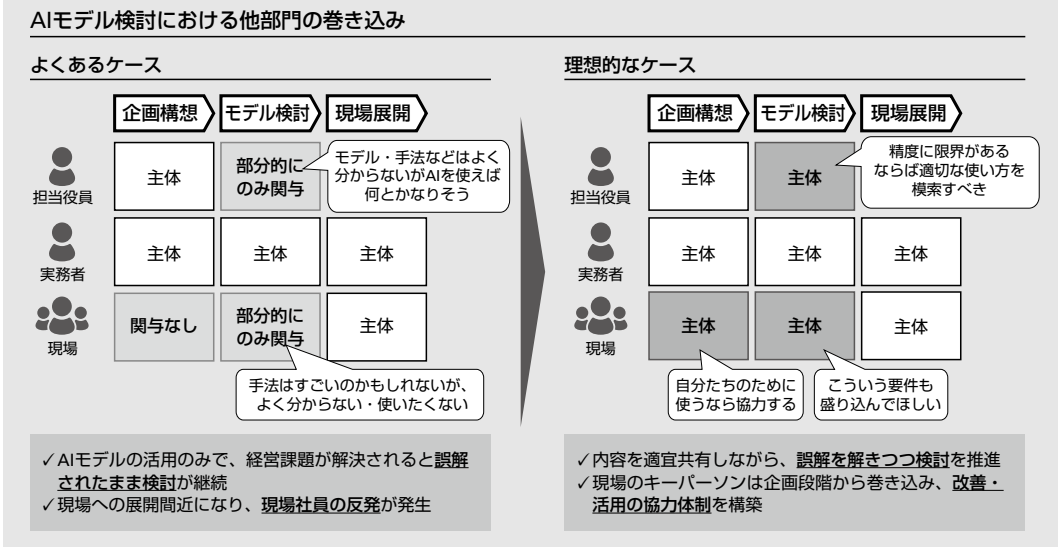 AIモデル検討における他部門の巻き込み
よくあるケース
企画構想
モデル検討
現場展開
担当役員
主体
部分的に
のみ関与
モデル・手法などはよく
分からないがAIを使えば
何とかなりそう
実務者
主体
主体
主体
現場
関与なし
部分的に
のみ関与
主体
手法はすごいのかもしれないが、
よく分からない・使いたくない
✓AIモデルの活用のみで、経営課題が解決されると誤解
されたまま検討が継続
✓現場への展開間近になり、現場社員の反発が発生
理想的なケース
企画構想
モデル検討
現場展開
担当役員
主体
主体
精度に限界がある
ならば適切な使い方を
模索すべき
実務者
主体
主体
主体
現場
主体
主体
主体
自分たちのために
使うなら協力する
こういう要件も
盛り込んでほしい
✓内容を適宜共有しながら、誤解を解きつつ検討を推進
✓現場のキーパーソンは企画段階から巻き込み、改善・
活用の協力体制を構築